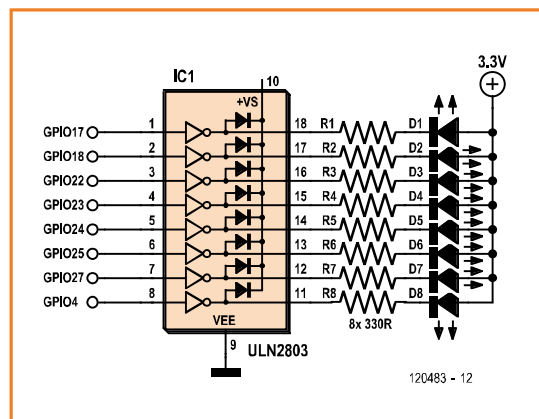 3.3V
IC1
10
+VS
GPIO17 1 18 R1 D1
GPIO18 2 17 R2 D2
GPIO22 3 16 R3 D3
GPIO23 4 15 R4 D4
GPIO24 5 14 R5 D5
GPIO25 6 13 R6 D6
GPIO27 7 12 R7 D7
GPIO4 8 11 R8 D8
VEE
8x 330R
9
ULN2803
120483 - 12